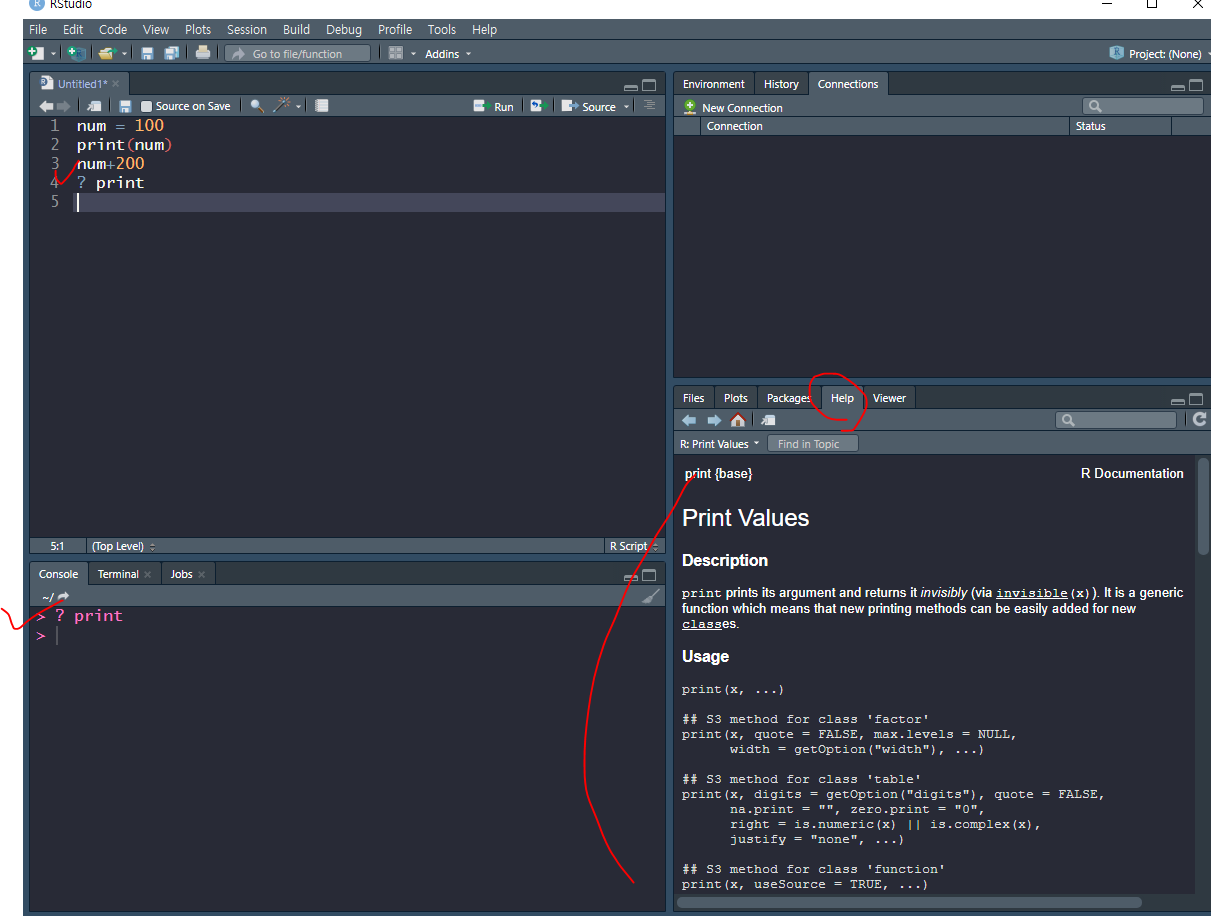 RStudio
File Edit Code View Plots Session Build Debug Profile Tools Help
Go to file/function Addins Project: (None)
Untitled1*
Source on Save Run Source
1 num = 100
2 print(num)
3 num+200
4 ? print
5
5:1 (Top Level) R Script
Console Terminal Jobs
~/
> ? print
>
Environment History Connections
New Connection
Connection Status
Files Plots Packages Help Viewer
R: Print Values Find in Topic
print {base} R Documentation
Print Values
Description
print prints its argument and returns it invisibly (via invisible(x)). It is a generic
function which means that new printing methods can be easily added for new
classes.
Usage
print(x, ...)
## S3 method for class 'factor'
print(x, quote = FALSE, max.levels = NULL,
width = getOption("width"), ...)
## S3 method for class 'table'
print(x, digits = getOption("digits"), quote = FALSE,
na.print = "", zero.print = "0",
right = is.numeric(x) || is.complex(x),
justify = "none", ...)
## S3 method for class 'function'
print(x, useSource = TRUE, ...)